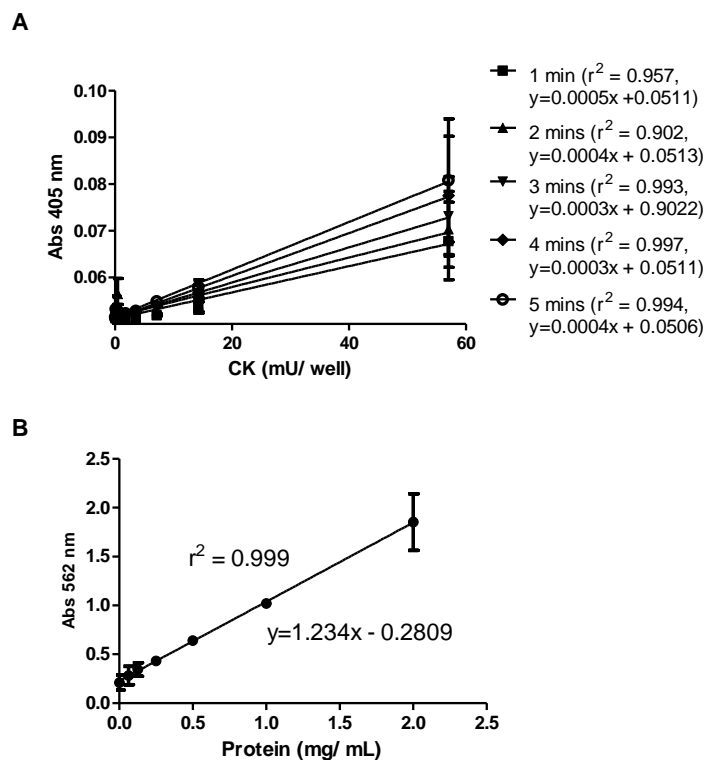 A
0.10
0.09
0.08
0.07
0.06
0 20 40 60
Abs 405 nm
CK (mU/ well)
1 min (r² = 0.957,
y=0.0005x +0.0511)
2 mins (r² = 0.902,
y=0.0004x + 0.0513)
3 mins (r² = 0.993,
y=0.0003x + 0.9022)
4 mins (r² = 0.997,
y=0.0003x + 0.0511)
5 mins (r² = 0.994,
y=0.0004x + 0.0506)
B
2.5
2.0
1.5
1.0
0.5
0.0
0.0 0.5 1.0 1.5 2.0 2.5
Abs 562 nm
Protein (mg/ mL)
r² = 0.999
y=1.234x - 0.2809